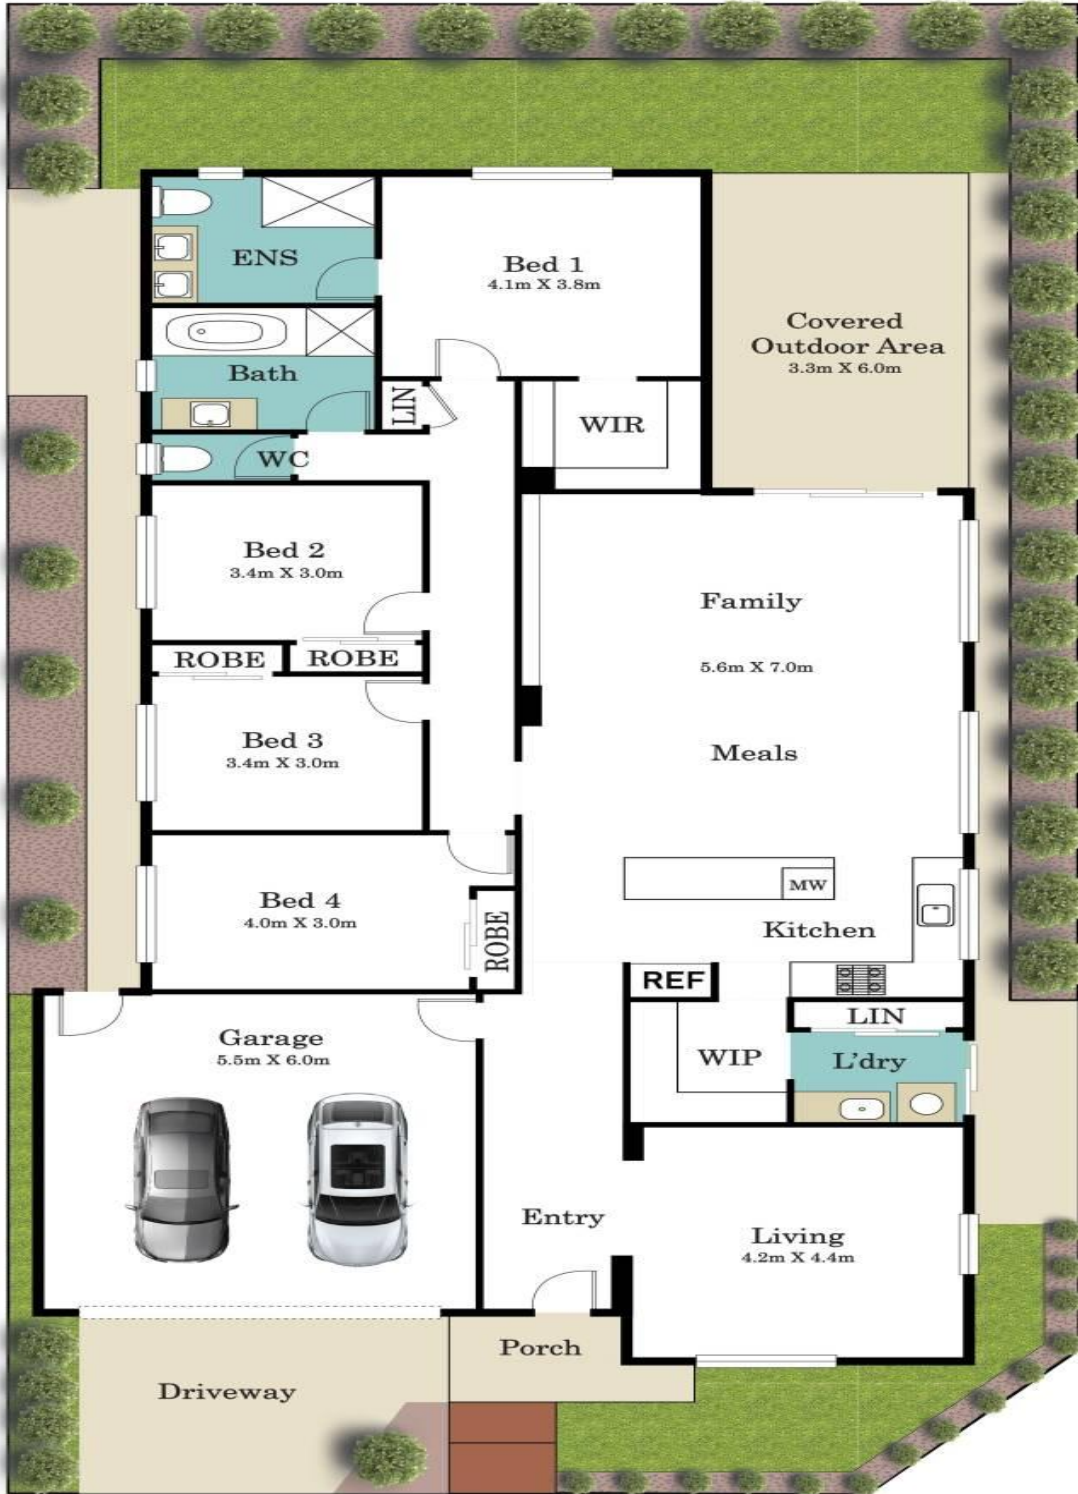 ENS
Bed 1
4.1m X 3.8m
Covered
Outdoor Area
3.3m X 6.0m
Bath
LIN
WIR
WC
Bed 2
3.4m X 3.0m
Family
ROBE
ROBE
5.6m X 7.0m
Bed 3
3.4m X 3.0m
Meals
MW
Bed 4
4.0m X 3.0m
ROBE
Kitchen
REF
LIN
Garage
5.5m X 6.0m
WIP
L'dry
Entry
Living
4.2m X 4.4m
Porch
Driveway